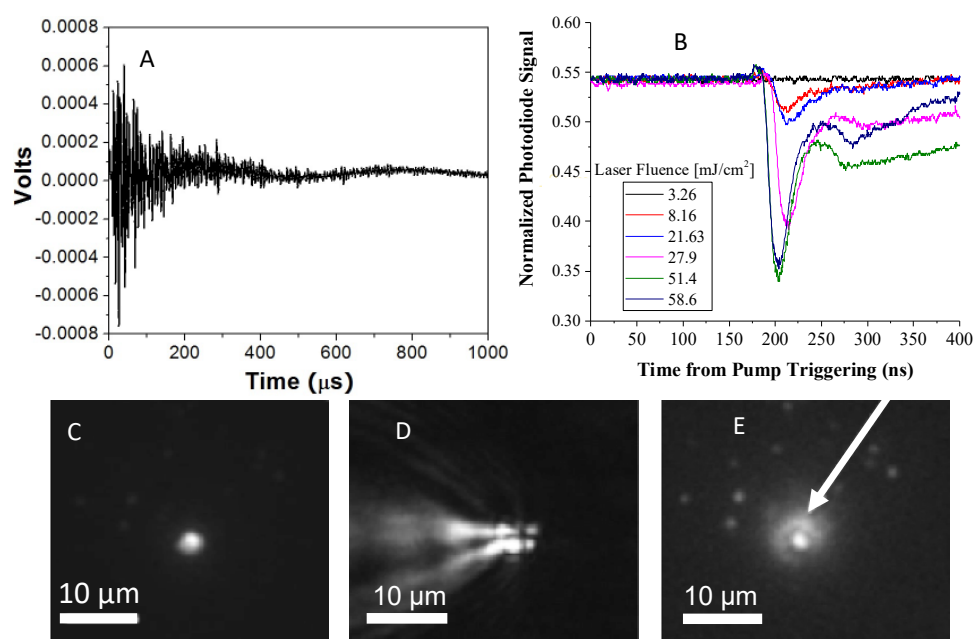 A
Volts
0.0008
0.0006
0.0004
0.0002
0.0000
-0.0002
-0.0004
-0.0006
-0.0008
0 200 400 600 800 1000
Time (µs)
B
Normalized Photodiode Signal
0.60
0.55
0.50
0.45
0.40
0.35
0.30
Laser Fluence [mJ/cm²]
3.26
8.16
21.63
27.9
51.4
58.6
0 50 100 150 200 250 300 350 400
Time from Pump Triggering (ns)
C
10 µm
D
10 µm
E
10 µm